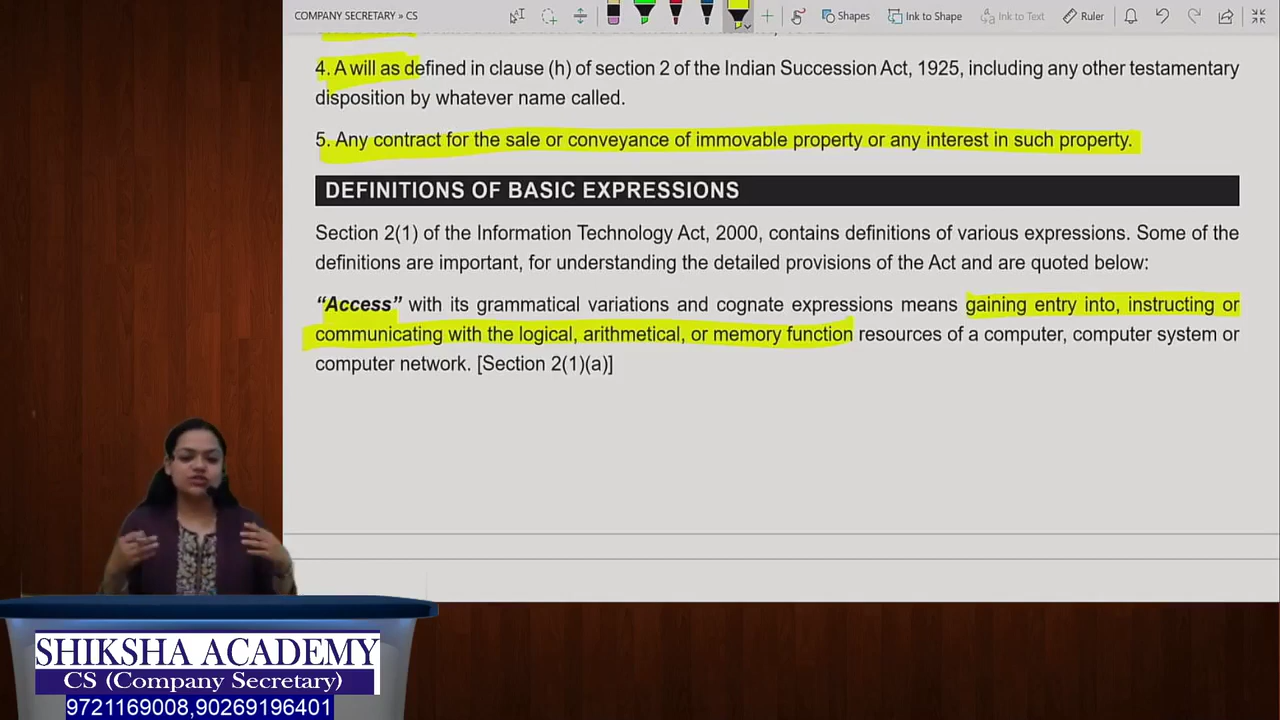 COMPANY SECRETARY » CS
Shapes
Ink to Shape
Ink to Text
Ruler
4. A will as defined in clause (h) of section 2 of the Indian Succession Act, 1925, including any other testamentary
disposition by whatever name called.
5. Any contract for the sale or conveyance of immovable property or any interest in such property.
DEFINITIONS OF BASIC EXPRESSIONS
Section 2(1) of the Information Technology Act, 2000, contains definitions of various expressions. Some of the
definitions are important, for understanding the detailed provisions of the Act and are quoted below:
“Access” with its grammatical variations and cognate expressions means gaining entry into, instructing or
communicating with the logical, arithmetical, or memory function resources of a computer, computer system or
computer network. [Section 2(1)(a)]
SHIKSHA ACADEMY
CS (Company Secretary)
9721169008,90269196401